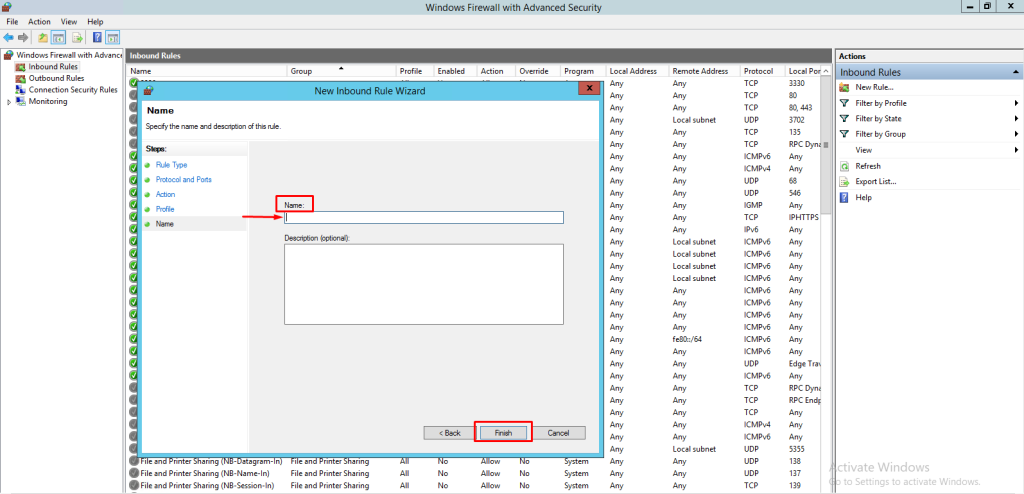 Windows Firewall with Advanced Security
File Action View Help
Windows Firewall with Advance
Inbound Rules
Outbound Rules
Connection Security Rules
Monitoring
Inbound Rules
Name Group Profile Enabled Action Override Program Local Address Remote Address Protocol Local Por
Any Any TCP 3330
Any Any TCP 80
Any Any TCP 80, 443
Any Local subnet UDP 3702
Any Any TCP 135
Any Any TCP RPC Dyna
Any Any ICMPv6 Any
Any Any ICMPv4 Any
Any Any UDP 68
Any Any UDP 546
Any Any IGMP Any
Any Any TCP IPHTTPS
Any Any IPv6 Any
Any Local subnet ICMPv6 Any
Any Local subnet ICMPv6 Any
Any Local subnet ICMPv6 Any
Any Local subnet ICMPv6 Any
Any Any ICMPv6 Any
Any Any ICMPv6 Any
Any Any ICMPv6 Any
Any Any ICMPv6 Any
Any fe80::/64 ICMPv6 Any
Any Any ICMPv6 Any
Any Any UDP Edge Trav
Any Any ICMPv6 Any
Any Any TCP RPC Dyna
Any Any TCP RPC Endp
Any Any TCP Any
Any Any ICMPv4 Any
Any Any ICMPv6 Any
Any Local subnet UDP 5355
File and Printer Sharing (NB-Datagram-In) File and Printer Sharing All No Allow No System Any Any UDP 138
File and Printer Sharing (NB-Name-In) File and Printer Sharing All No Allow No System Any Any UDP 137
File and Printer Sharing (NB-Session-In) File and Printer Sharing All No Allow No System Any Any TCP 139
New Inbound Rule Wizard
Name
Specify the name and description of this rule.
Steps:
Rule Type
Protocol and Ports
Action
Profile
Name
Name:
Description (optional):
< Back Finish Cancel
Actions
Inbound Rules
New Rule...
Filter by Profile
Filter by State
Filter by Group
View
Refresh
Export List...
Help
Activate Windows
Go to Settings to activate Windows.